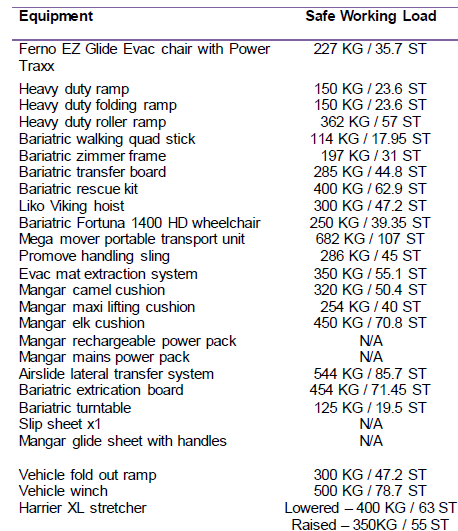 Equipment Safe Working Load
Ferno EZ Glide Evac chair with Power 227 KG / 35.7 ST
Traxx
Heavy duty ramp 150 KG / 23.6 ST
Heavy duty folding ramp 150 KG / 23.6 ST
Heavy duty roller ramp 362 KG / 57 ST
Bariatric walking quad stick 114 KG / 17.95 ST
Bariatric zimmer frame 197 KG / 31 ST
Bariatric transfer board 285 KG / 44.8 ST
Bariatric rescue kit 400 KG / 62.9 ST
Liko Viking hoist 300 KG / 47.2 ST
Bariatric Fortuna 1400 HD wheelchair 250 KG / 39.35 ST
Mega mover portable transport unit 682 KG / 107 ST
Promove handling sling 286 KG / 45 ST
Evac mat extraction system 350 KG / 55.1 ST
Mangar camel cushion 320 KG / 50.4 ST
Mangar maxi lifting cushion 254 KG / 40 ST
Mangar elk cushion 450 KG / 70.8 ST
Mangar rechargeable power pack N/A
Mangar mains power pack N/A
Airslide lateral transfer system 544 KG / 85.7 ST
Bariatric extrication board 454 KG / 71.45 ST
Bariatric turntable 125 KG / 19.5 ST
Slip sheet x1 N/A
Mangar glide sheet with handles N/A
Vehicle fold out ramp 300 KG / 47.2 ST
Vehicle winch 500 KG / 78.7 ST
Harrier XL stretcher Lowered – 400 KG / 63 ST
Raised – 350KG / 55 ST